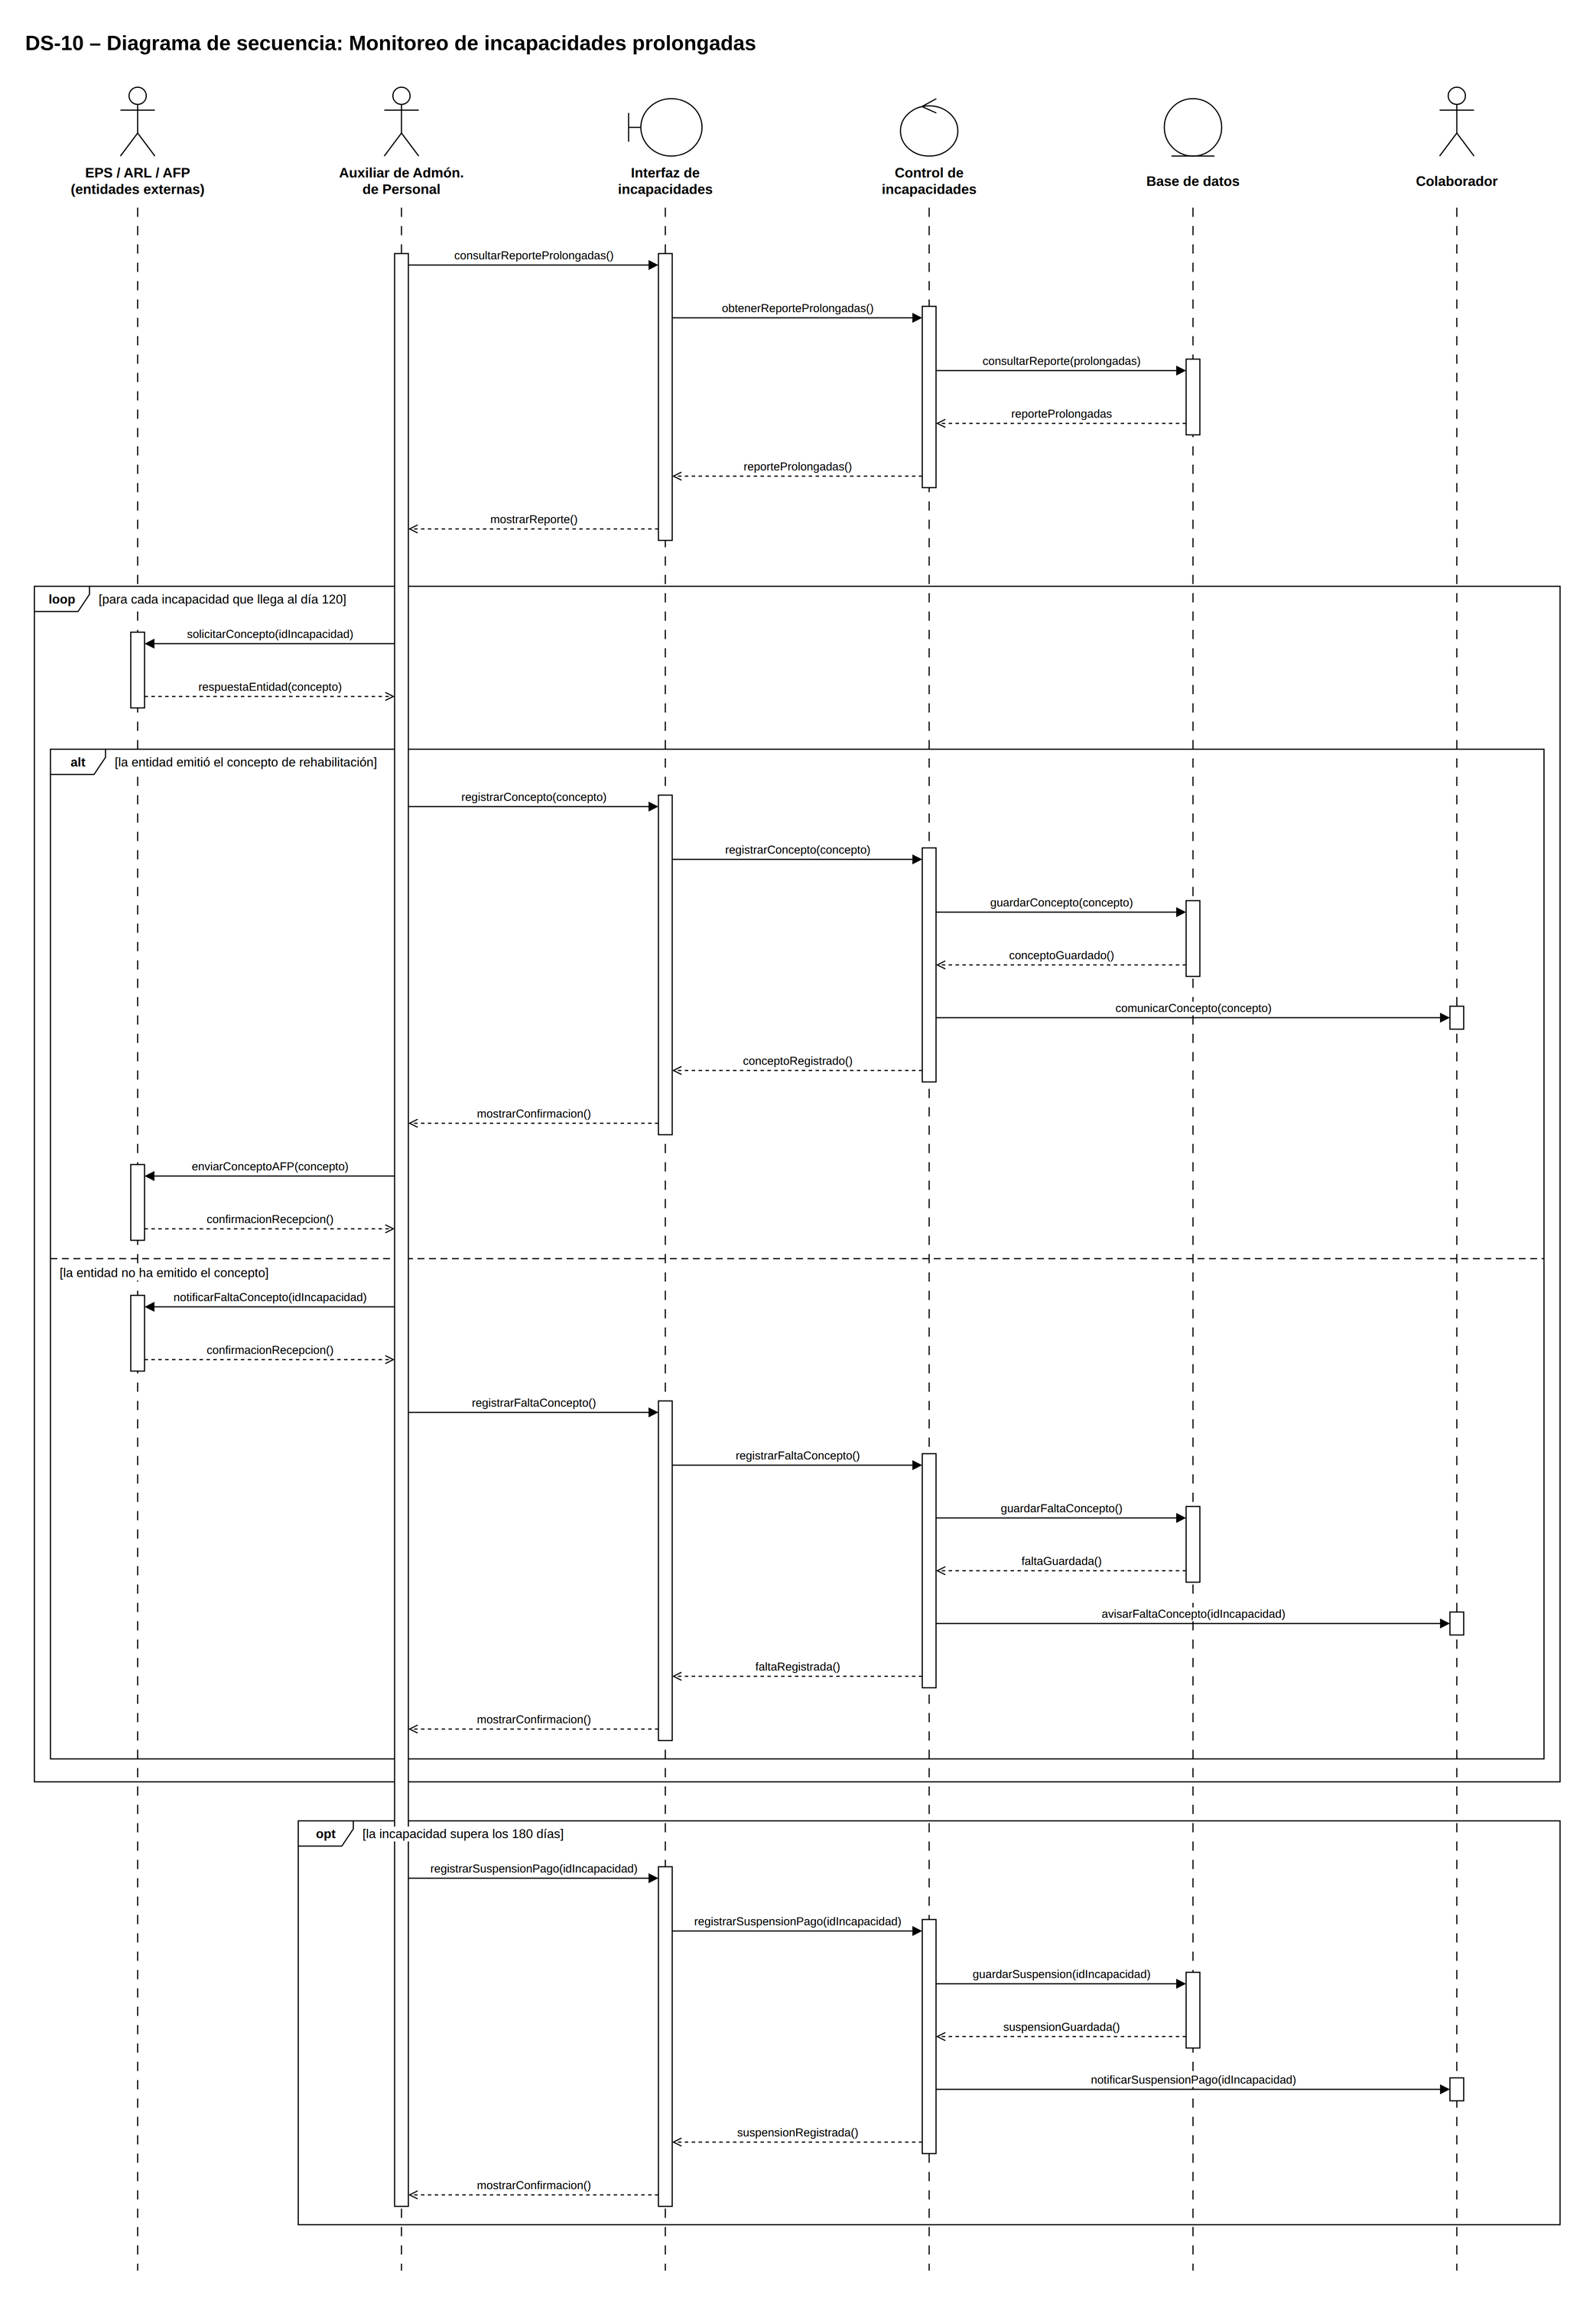 DS-10 – Diagrama de secuencia: Monitoreo de incapacidades prolongadas
EPS / ARL / AFP
(entidades externas)
Auxiliar de Admón.
de Personal
Interfaz de
incapacidades
Control de
incapacidades
Base de datos
Colaborador
consultarReporteProlongadas()
obtenerReporteProlongadas()
consultarReporte(prolongadas)
reporteProlongadas
reporteProlongadas()
mostrarReporte()
loop
[para cada incapacidad que llega al día 120]
solicitarConcepto(idIncapacidad)
respuestaEntidad(concepto)
alt
[la entidad emitió el concepto de rehabilitación]
registrarConcepto(concepto)
registrarConcepto(concepto)
guardarConcepto(concepto)
conceptoGuardado()
comunicarConcepto(concepto)
conceptoRegistrado()
mostrarConfirmacion()
enviarConceptoAFP(concepto)
confirmacionRecepcion()
[la entidad no ha emitido el concepto]
notificarFaltaConcepto(idIncapacidad)
confirmacionRecepcion()
registrarFaltaConcepto()
registrarFaltaConcepto()
guardarFaltaConcepto()
faltaGuardada()
avisarFaltaConcepto(idIncapacidad)
faltaRegistrada()
mostrarConfirmacion()
opt
[la incapacidad supera los 180 días]
registrarSuspensionPago(idIncapacidad)
registrarSuspensionPago(idIncapacidad)
guardarSuspension(idIncapacidad)
suspensionGuardada()
notificarSuspensionPago(idIncapacidad)
suspensionRegistrada()
mostrarConfirmacion()